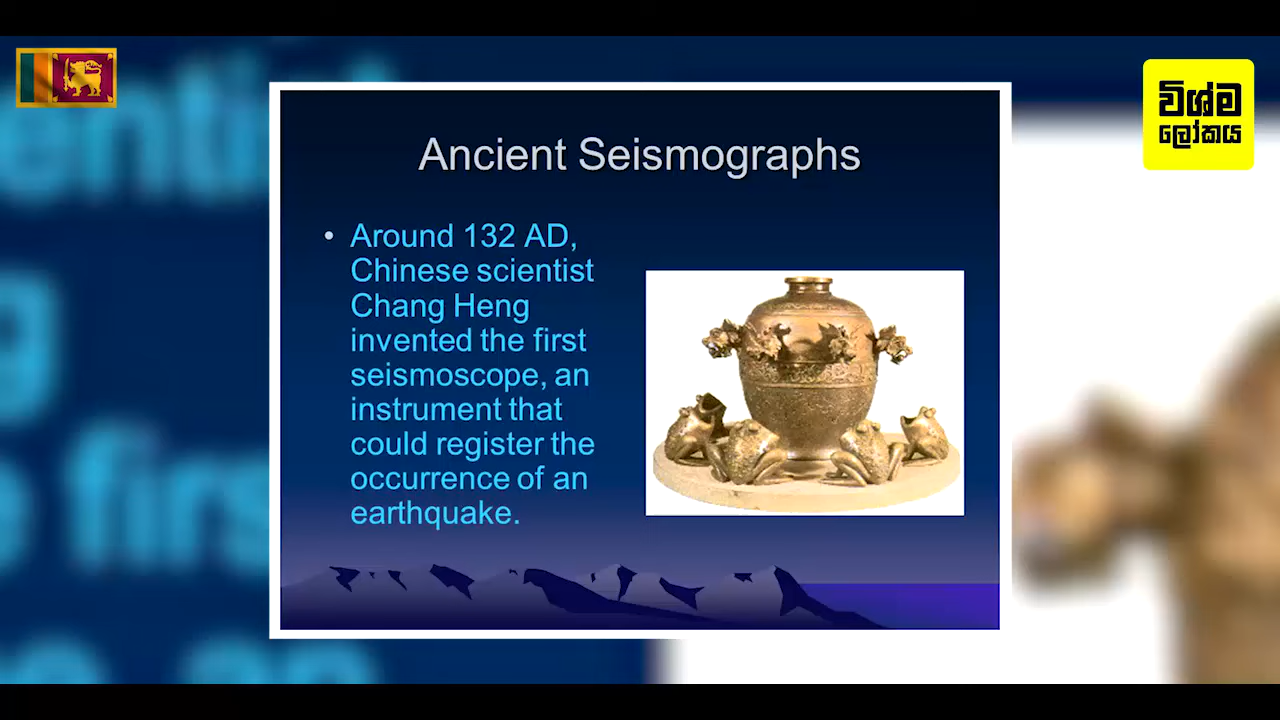 විශ්ම
ලෝකය
Ancient Seismographs
• Around 132 AD,
Chinese scientist
Chang Heng
invented the first
seismoscope, an
instrument that
could register the
occurrence of an
earthquake.